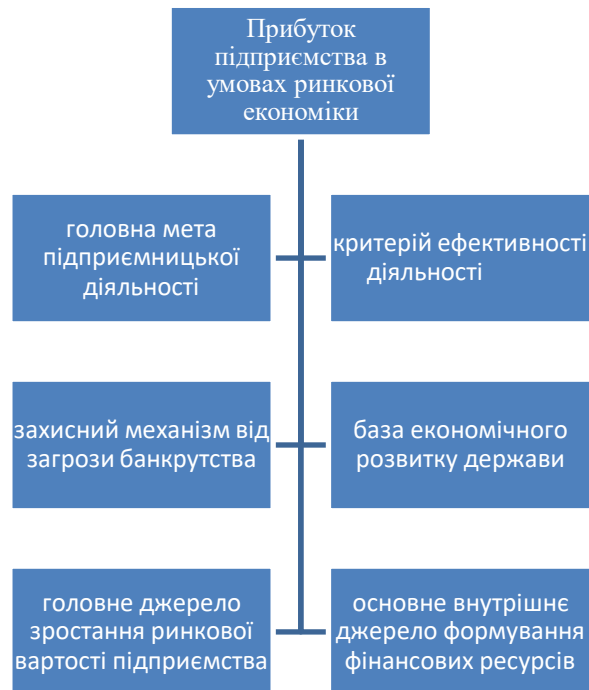 Прибуток
підприємства в
умовах ринкової
економіки
головна мета
підприємницької
діяльності
критерій ефективності
діяльності
захисний механізм від
загрози банкрутства
база економічного
розвитку держави
головне джерело
зростання ринкової
вартості підприємства
основне внутрішнє
джерело формування
фінансових ресурсів